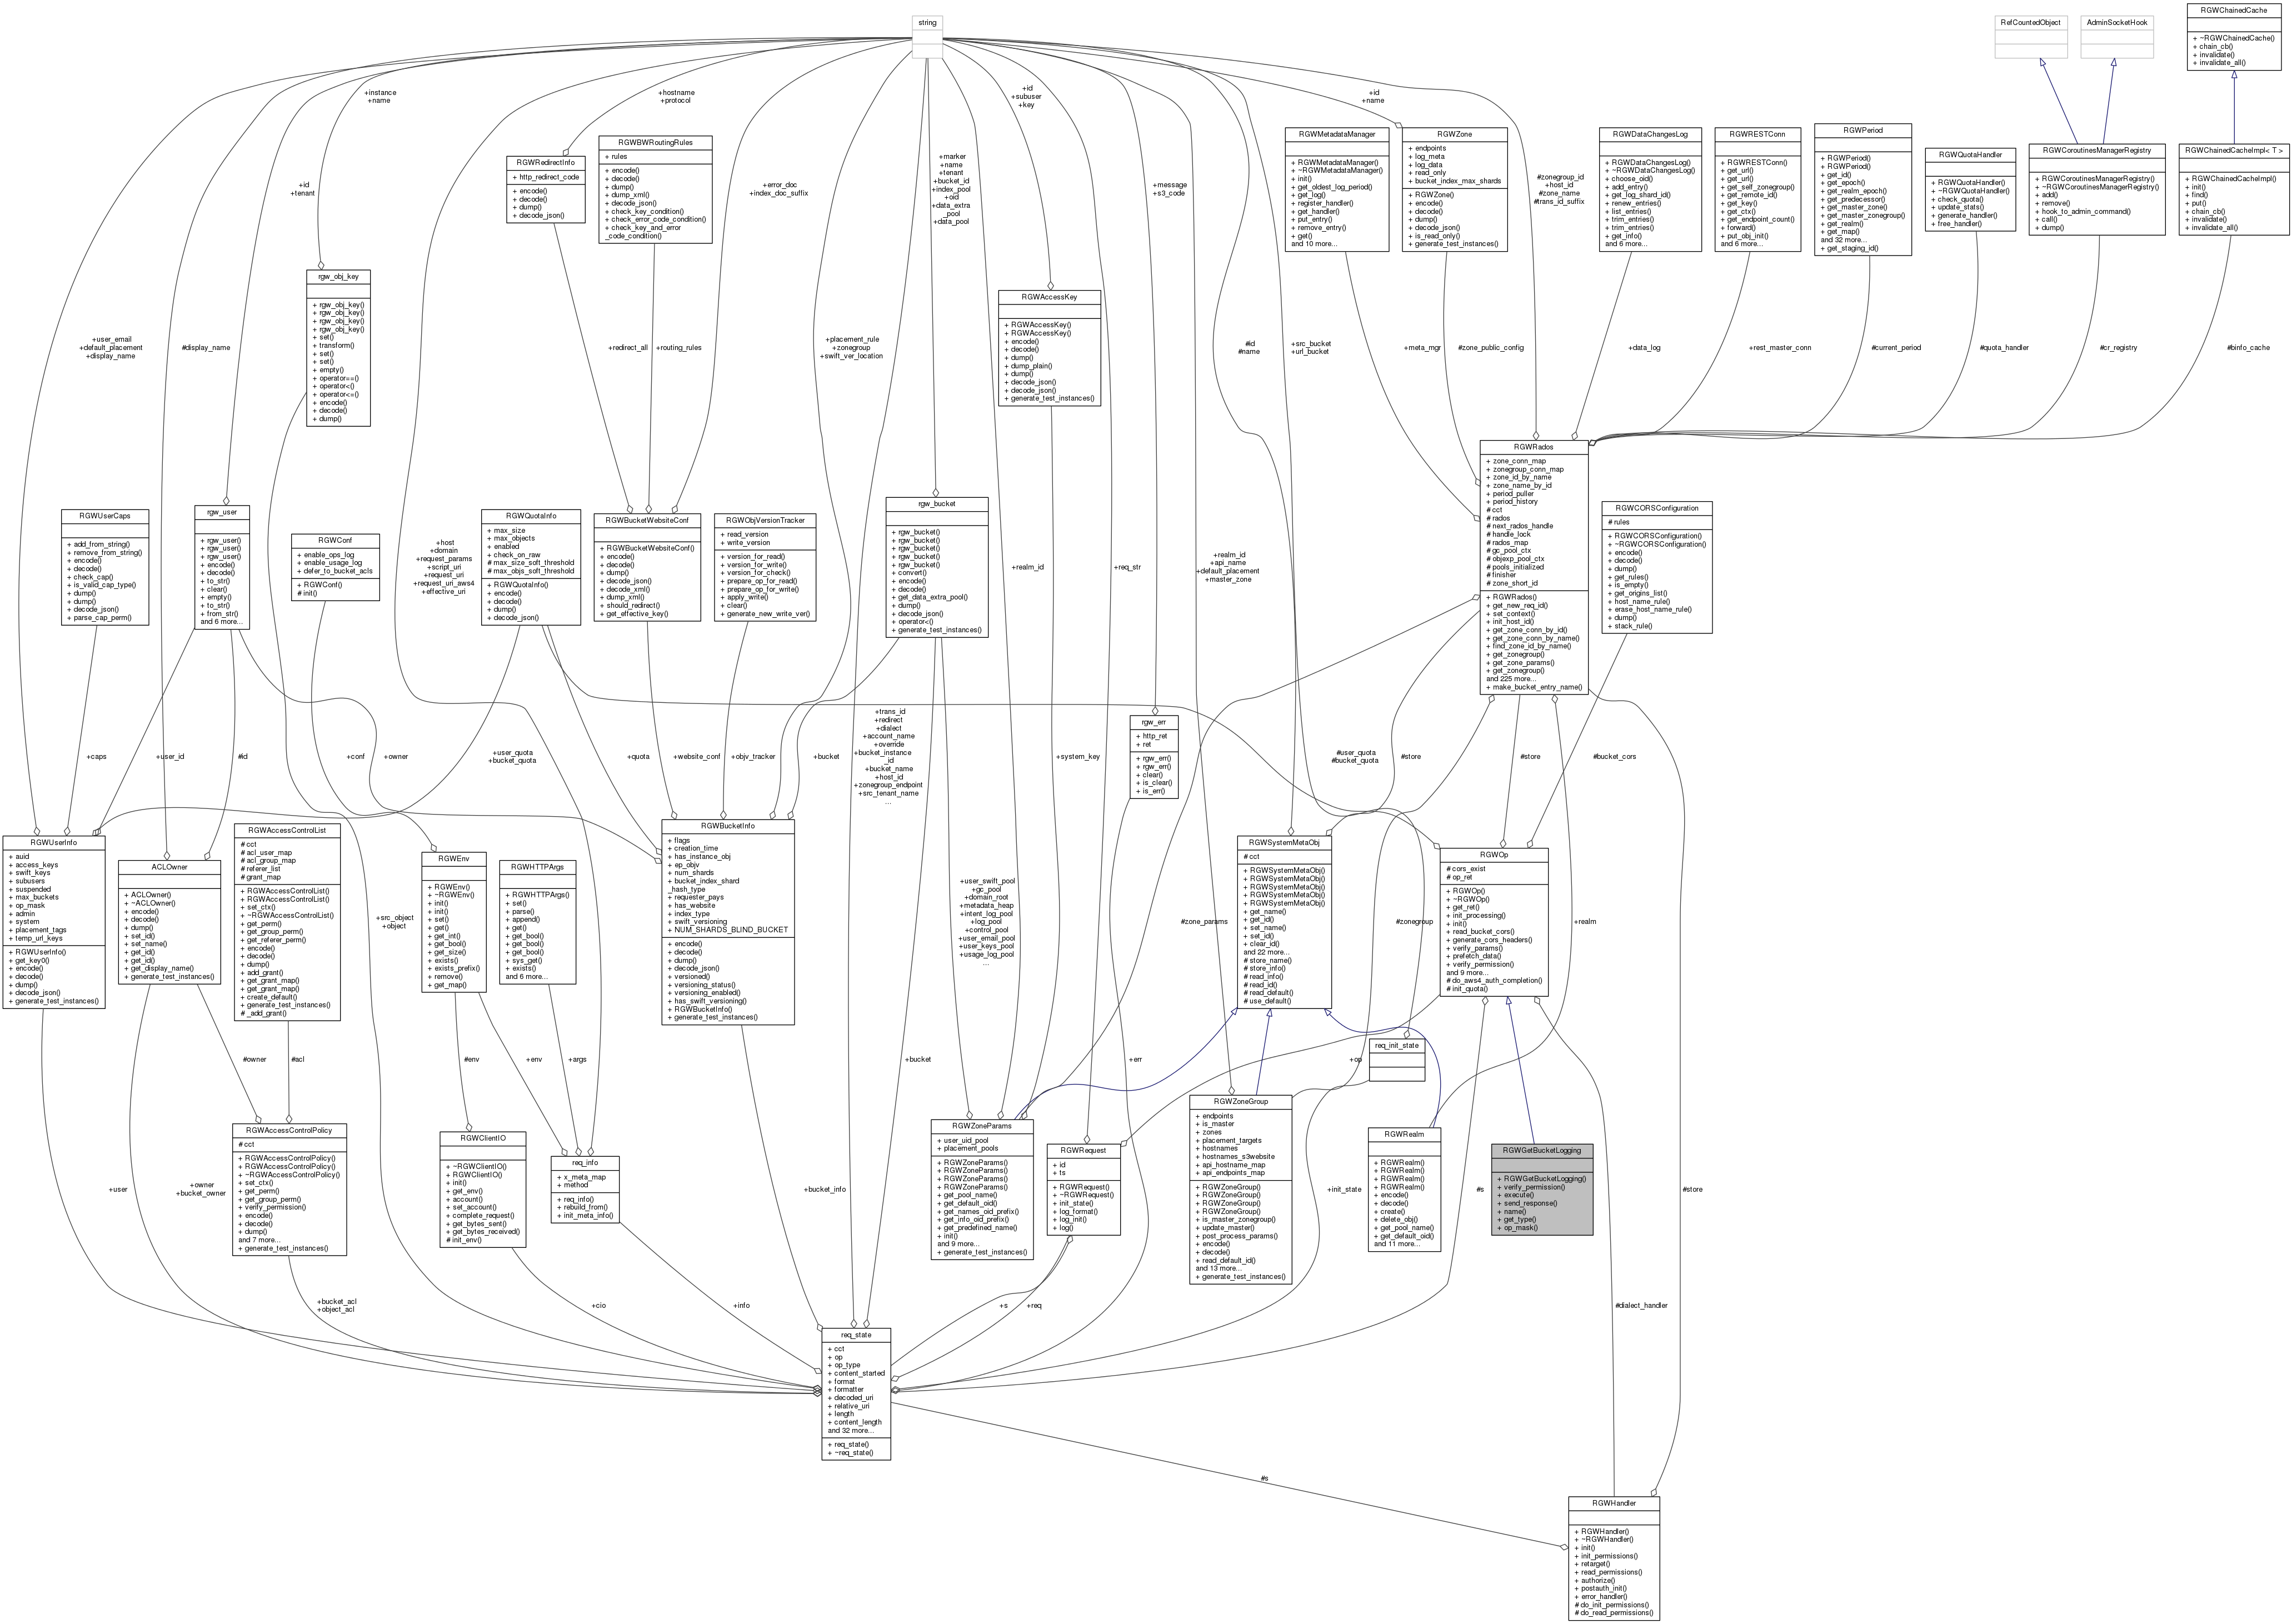 string
RefCountedObject
AdminSocketHook
RGWChainedCache
+ ~RGWChainedCache()
+ chain_cb()
+ invalidate()
+ invalidate_all()
+instance
+name
+hostname
+protocol
+id
+subuser
+key
+id
+name
RGWMetadataManager
+ RGWMetadataManager()
+ ~RGWMetadataManager()
+ init()
+ get_oldest_log_period()
+ get_log()
+ register_handler()
+ get_handler()
+ put_entry()
+ remove_entry()
+ get()
and 10 more...
RGWZone
+ endpoints
+ log_meta
+ log_data
+ read_only
+ bucket_index_max_shards
+ RGWZone()
+ encode()
+ decode()
+ dump()
+ decode_json()
+ is_read_only()
+ generate_test_instances()
RGWDataChangesLog
+ RGWDataChangesLog()
+ ~RGWDataChangesLog()
+ choose_oid()
+ add_entry()
+ get_log_shard_id()
+ renew_entries()
+ list_entries()
+ trim_entries()
+ trim_entries()
+ get_info()
and 6 more...
RGWRESTConn
+ RGWRESTConn()
+ get_url()
+ get_url()
+ get_self_zonegroup()
+ get_remote_id()
+ get_key()
+ get_ctx()
+ get_endpoint_count()
+ forward()
+ put_obj_init()
and 6 more...
RGWPeriod
+ RGWPeriod()
+ RGWPeriod()
+ get_id()
+ get_epoch()
+ get_realm_epoch()
+ get_predecessor()
+ get_master_zone()
+ get_master_zonegroup()
+ get_realm()
+ get_map()
and 32 more...
+ get_staging_id()
RGWQuotaHandler
+ RGWQuotaHandler()
+ ~RGWQuotaHandler()
+ check_quota()
+ update_stats()
+ generate_handler()
+ free_handler()
RGWCoroutinesManagerRegistry
+ RGWCoroutinesManagerRegistry()
+ ~RGWCoroutinesManagerRegistry()
+ add()
+ remove()
+ hook_to_admin_command()
+ call()
+ dump()
RGWChainedCacheImpl< T >
+ RGWChainedCacheImpl()
+ init()
+ find()
+ put()
+ chain_cb()
+ invalidate()
+ invalidate_all()
RGWRedirectInfo
+ http_redirect_code
+ encode()
+ decode()
+ dump()
+ decode_json()
RGWBWRoutingRules
+ rules
+ encode()
+ decode()
+ dump()
+ dump_xml()
+ decode_json()
+ check_key_condition()
+ check_error_code_condition()
+ check_key_and_error
_code_condition()
+id
+tenant
+error_doc
+index_doc_suffix
+marker
+name
+tenant
+bucket_id
+index_pool
+oid
+data_extra
_pool
+data_pool
+message
+s3_code
#zonegroup_id
+host_id
#zone_name
#trans_id_suffix
rgw_obj_key
+ rgw_obj_key()
+ rgw_obj_key()
+ rgw_obj_key()
+ rgw_obj_key()
+ set()
+ transform()
+ set()
+ set()
+ empty()
+ operator==()
+ operator<()
+ operator<=()
+ encode()
+ decode()
+ dump()
RGWAccessKey
+ RGWAccessKey()
+ RGWAccessKey()
+ encode()
+ decode()
+ dump()
+ dump_plain()
+ dump()
+ decode_json()
+ decode_json()
+ generate_test_instances()
+user_email
+default_placement
+display_name
#display_name
+redirect_all
+routing_rules
+placement_rule
+zonegroup
+swift_ver_location
#id
#name
+src_bucket
+url_bucket
+meta_mgr
#zone_public_config
+data_log
+rest_master_conn
#current_period
#quota_handler
#cr_registry
#binfo_cache
RGWRados
+ zone_conn_map
+ zonegroup_conn_map
+ zone_id_by_name
+ zone_name_by_id
+ period_puller
+ period_history
# cct
# rados
# next_rados_handle
# handle_lock
# rados_map
# gc_pool_ctx
# objexp_pool_ctx
# pools_initialized
# finisher
# zone_short_id
+ RGWRados()
+ get_new_req_id()
+ set_context()
+ init_host_id()
+ get_zone_conn_by_id()
+ get_zone_conn_by_name()
+ find_zone_id_by_name()
+ get_zonegroup()
+ get_zone_params()
+ get_zonegroup()
and 225 more...
+ make_bucket_entry_name()
RGWCORSConfiguration
# rules
+ RGWCORSConfiguration()
+ ~RGWCORSConfiguration()
+ encode()
+ decode()
+ dump()
+ get_rules()
+ is_empty()
+ get_origins_list()
+ host_name_rule()
+ erase_host_name_rule()
+ dump()
+ stack_rule()
RGWUserCaps
+ add_from_string()
+ remove_from_string()
+ encode()
+ decode()
+ check_cap()
+ is_valid_cap_type()
+ dump()
+ dump()
+ decode_json()
+ parse_cap_perm()
rgw_user
+ rgw_user()
+ rgw_user()
+ rgw_user()
+ encode()
+ decode()
+ to_str()
+ clear()
+ empty()
+ to_str()
+ from_str()
and 6 more...
RGWConf
+ enable_ops_log
+ enable_usage_log
+ defer_to_bucket_acls
+ RGWConf()
# init()
+host
+domain
+request_params
+script_uri
+request_uri
+request_uri_aws4
+effective_uri
RGWQuotaInfo
+ max_size
+ max_objects
+ enabled
+ check_on_raw
# max_size_soft_threshold
# max_objs_soft_threshold
+ RGWQuotaInfo()
+ encode()
+ decode()
+ dump()
+ decode_json()
RGWBucketWebsiteConf
+ RGWBucketWebsiteConf()
+ encode()
+ decode()
+ dump()
+ decode_json()
+ decode_xml()
+ dump_xml()
+ should_redirect()
+ get_effective_key()
RGWObjVersionTracker
+ read_version
+ write_version
+ version_for_read()
+ version_for_write()
+ version_for_check()
+ prepare_op_for_read()
+ prepare_op_for_write()
+ apply_write()
+ clear()
+ generate_new_write_ver()
rgw_bucket
+ rgw_bucket()
+ rgw_bucket()
+ rgw_bucket()
+ rgw_bucket()
+ rgw_bucket()
+ convert()
+ encode()
+ decode()
+ get_data_extra_pool()
+ dump()
+ decode_json()
+ operator<()
+ generate_test_instances()
+realm_id
+req_str
+realm_id
+api_name
+default_placement
+master_zone
+caps
+user_id
#id
+conf
+owner
+user_quota
+bucket_quota
+quota
+website_conf
+objv_tracker
+bucket
+trans_id
+redirect
+dialect
+account_name
+override
+bucket_instance
_id
+bucket_name
+host_id
+zonegroup_endpoint
+src_tenant_name
...
+system_key
rgw_err
+ http_ret
+ ret
+ rgw_err()
+ rgw_err()
+ clear()
+ is_clear()
+ is_err()
#user_quota
#bucket_quota
#store
#store
#bucket_cors
RGWUserInfo
+ auid
+ access_keys
+ swift_keys
+ subusers
+ suspended
+ max_buckets
+ op_mask
+ admin
+ system
+ placement_tags
+ temp_url_keys
+ RGWUserInfo()
+ get_key0()
+ encode()
+ decode()
+ dump()
+ decode_json()
+ generate_test_instances()
ACLOwner
+ ACLOwner()
+ ~ACLOwner()
+ encode()
+ decode()
+ dump()
+ set_id()
+ set_name()
+ get_id()
+ get_id()
+ get_display_name()
+ generate_test_instances()
RGWAccessControlList
# cct
# acl_user_map
# acl_group_map
# referer_list
# grant_map
+ RGWAccessControlList()
+ RGWAccessControlList()
+ set_ctx()
+ ~RGWAccessControlList()
+ get_perm()
+ get_group_perm()
+ get_referer_perm()
+ encode()
+ decode()
+ dump()
+ add_grant()
+ get_grant_map()
+ get_grant_map()
+ create_default()
+ generate_test_instances()
# _add_grant()
+src_object
+object
RGWEnv
+ RGWEnv()
+ ~RGWEnv()
+ init()
+ init()
+ set()
+ get()
+ get_int()
+ get_bool()
+ get_size()
+ exists()
+ exists_prefix()
+ remove()
+ get_map()
RGWHTTPArgs
+ RGWHTTPArgs()
+ set()
+ parse()
+ append()
+ get()
+ get_bool()
+ get_bool()
+ get_bool()
+ sys_get()
+ exists()
and 6 more...
RGWBucketInfo
+ flags
+ creation_time
+ has_instance_obj
+ ep_objv
+ num_shards
+ bucket_index_shard
_hash_type
+ requester_pays
+ has_website
+ index_type
+ swift_versioning
+ NUM_SHARDS_BLIND_BUCKET
+ encode()
+ decode()
+ dump()
+ decode_json()
+ versioned()
+ versioning_status()
+ versioning_enabled()
+ has_swift_versioning()
+ RGWBucketInfo()
+ generate_test_instances()
+user_swift_pool
+gc_pool
+domain_root
+metadata_heap
+intent_log_pool
+log_pool
+control_pool
+user_email_pool
+user_keys_pool
+usage_log_pool
...
#zone_params
RGWSystemMetaObj
# cct
+ RGWSystemMetaObj()
+ RGWSystemMetaObj()
+ RGWSystemMetaObj()
+ RGWSystemMetaObj()
+ RGWSystemMetaObj()
+ get_name()
+ get_id()
+ set_name()
+ set_id()
+ clear_id()
and 22 more...
# store_name()
# store_info()
# read_info()
# read_id()
# read_default()
# use_default()
#zonegroup
RGWOp
# cors_exist
# op_ret
+ RGWOp()
+ ~RGWOp()
+ get_ret()
+ init_processing()
+ init()
+ read_bucket_cors()
+ generate_cors_headers()
+ verify_params()
+ prefetch_data()
+ verify_permission()
and 9 more...
# do_aws4_auth_completion()
# init_quota()
+realm
#owner
#acl
#env
+env
+args
+bucket
+err
+op
req_init_state
RGWAccessControlPolicy
# cct
+ RGWAccessControlPolicy()
+ RGWAccessControlPolicy()
+ ~RGWAccessControlPolicy()
+ set_ctx()
+ get_perm()
+ get_group_perm()
+ verify_permission()
+ encode()
+ decode()
+ dump()
and 7 more...
+ generate_test_instances()
RGWClientIO
+ ~RGWClientIO()
+ RGWClientIO()
+ init()
+ get_env()
+ account()
+ set_account()
+ complete_request()
+ get_bytes_sent()
+ get_bytes_received()
# init_env()
req_info
+ x_meta_map
+ method
+ req_info()
+ rebuild_from()
+ init_meta_info()
RGWZoneParams
+ user_uid_pool
+ placement_pools
+ RGWZoneParams()
+ RGWZoneParams()
+ RGWZoneParams()
+ RGWZoneParams()
+ get_pool_name()
+ get_default_oid()
+ get_names_oid_prefix()
+ get_info_oid_prefix()
+ get_predefined_name()
+ init()
and 9 more...
+ generate_test_instances()
RGWRequest
+ id
+ ts
+ RGWRequest()
+ ~RGWRequest()
+ init_state()
+ log_format()
+ log_init()
+ log()
RGWZoneGroup
+ endpoints
+ is_master
+ zones
+ placement_targets
+ hostnames
+ hostnames_s3website
+ api_hostname_map
+ api_endpoints_map
+ RGWZoneGroup()
+ RGWZoneGroup()
+ RGWZoneGroup()
+ RGWZoneGroup()
+ is_master_zonegroup()
+ update_master()
+ post_process_params()
+ encode()
+ decode()
+ read_default_id()
and 13 more...
+ generate_test_instances()
RGWRealm
+ RGWRealm()
+ RGWRealm()
+ RGWRealm()
+ RGWRealm()
+ encode()
+ decode()
+ create()
+ delete_obj()
+ get_pool_name()
+ get_default_oid()
and 11 more...
RGWGetBucketLogging
+ RGWGetBucketLogging()
+ verify_permission()
+ execute()
+ send_response()
+ name()
+ get_type()
+ op_mask()
+user
+owner
+bucket_owner
+bucket_info
+init_state
#s
#store
+bucket_acl
+object_acl
+cio
+info
+s
+req
#dialect_handler
req_state
+ cct
+ op
+ op_type
+ content_started
+ format
+ formatter
+ decoded_uri
+ relative_uri
+ length
+ content_length
and 32 more...
+ req_state()
+ ~req_state()
#s
RGWHandler
+ RGWHandler()
+ ~RGWHandler()
+ init()
+ init_permissions()
+ retarget()
+ read_permissions()
+ authorize()
+ postauth_init()
+ error_handler()
# do_init_permissions()
# do_read_permissions()